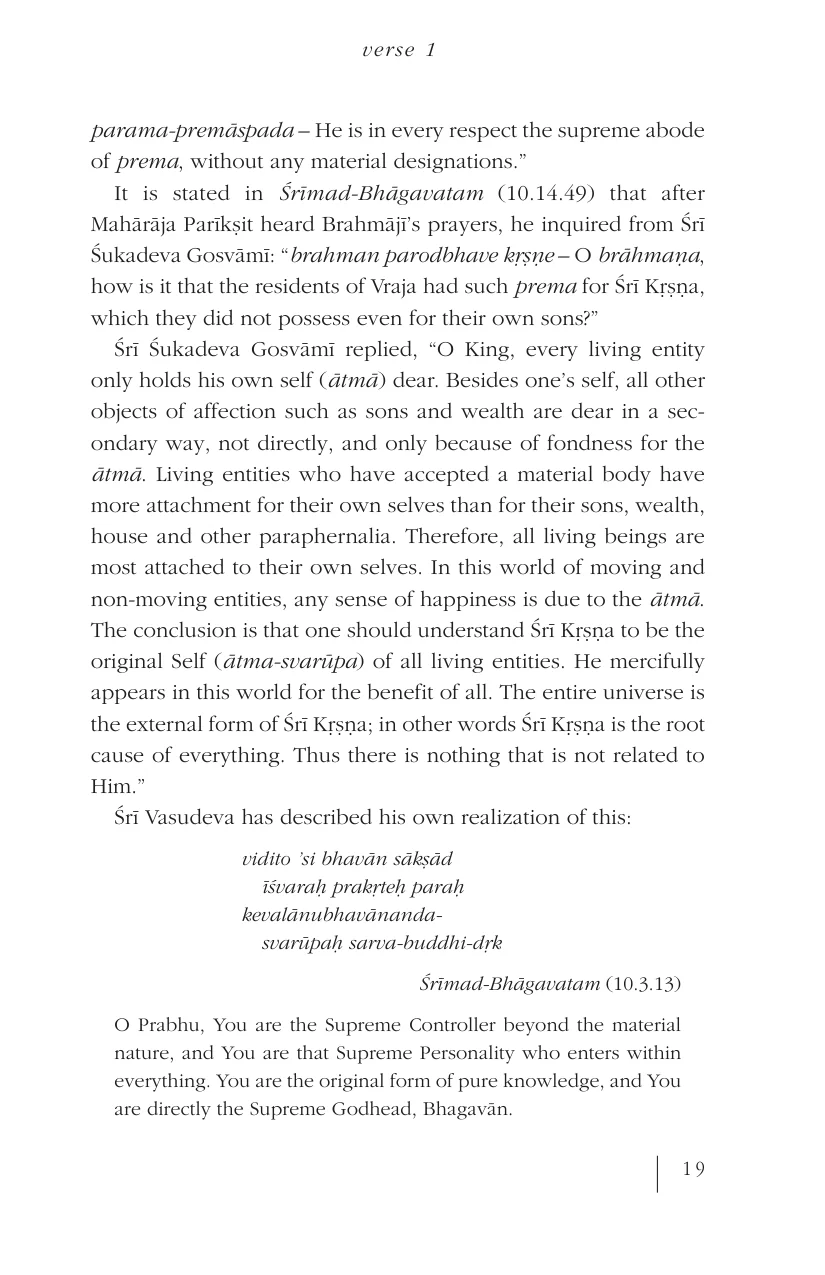 verse 1
parama-premāspada – He is in every respect the supreme abode
of prema, without any material designations.”
It is stated in Śrīmad-Bhāgavatam (10.14.49) that after
Mahārāja Parīkṣit heard Brahmājī’s prayers, he inquired from Śrī
Śukadeva Gosvāmī: “brahman parodbhave kṛṣṇe – O brāhmaṇa,
how is it that the residents of Vraja had such prema for Śrī Kṛṣṇa,
which they did not possess even for their own sons?”
Śrī Śukadeva Gosvāmī replied, “O King, every living entity
only holds his own self (ātmā) dear. Besides one’s self, all other
objects of affection such as sons and wealth are dear in a sec-
ondary way, not directly, and only because of fondness for the
ātmā. Living entities who have accepted a material body have
more attachment for their own selves than for their sons, wealth,
house and other paraphernalia. Therefore, all living beings are
most attached to their own selves. In this world of moving and
non-moving entities, any sense of happiness is due to the ātmā.
The conclusion is that one should understand Śrī Kṛṣṇa to be the
original Self (ātma-svarūpa) of all living entities. He mercifully
appears in this world for the benefit of all. The entire universe is
the external form of Śrī Kṛṣṇa; in other words Śrī Kṛṣṇa is the root
cause of everything. Thus there is nothing that is not related to
Him.”
Śrī Vasudeva has described his own realization of this:
vidito ’si bhavān sākṣād
īśvaraḥ prakṛteḥ paraḥ
kevalānubhavānanda-
svarūpaḥ sarva-buddhi-dṛk
Śrīmad-Bhāgavatam (10.3.13)
O Prabhu, You are the Supreme Controller beyond the material
nature, and You are that Supreme Personality who enters within
everything. You are the original form of pure knowledge, and You
are directly the Supreme Godhead, Bhagavān.
19